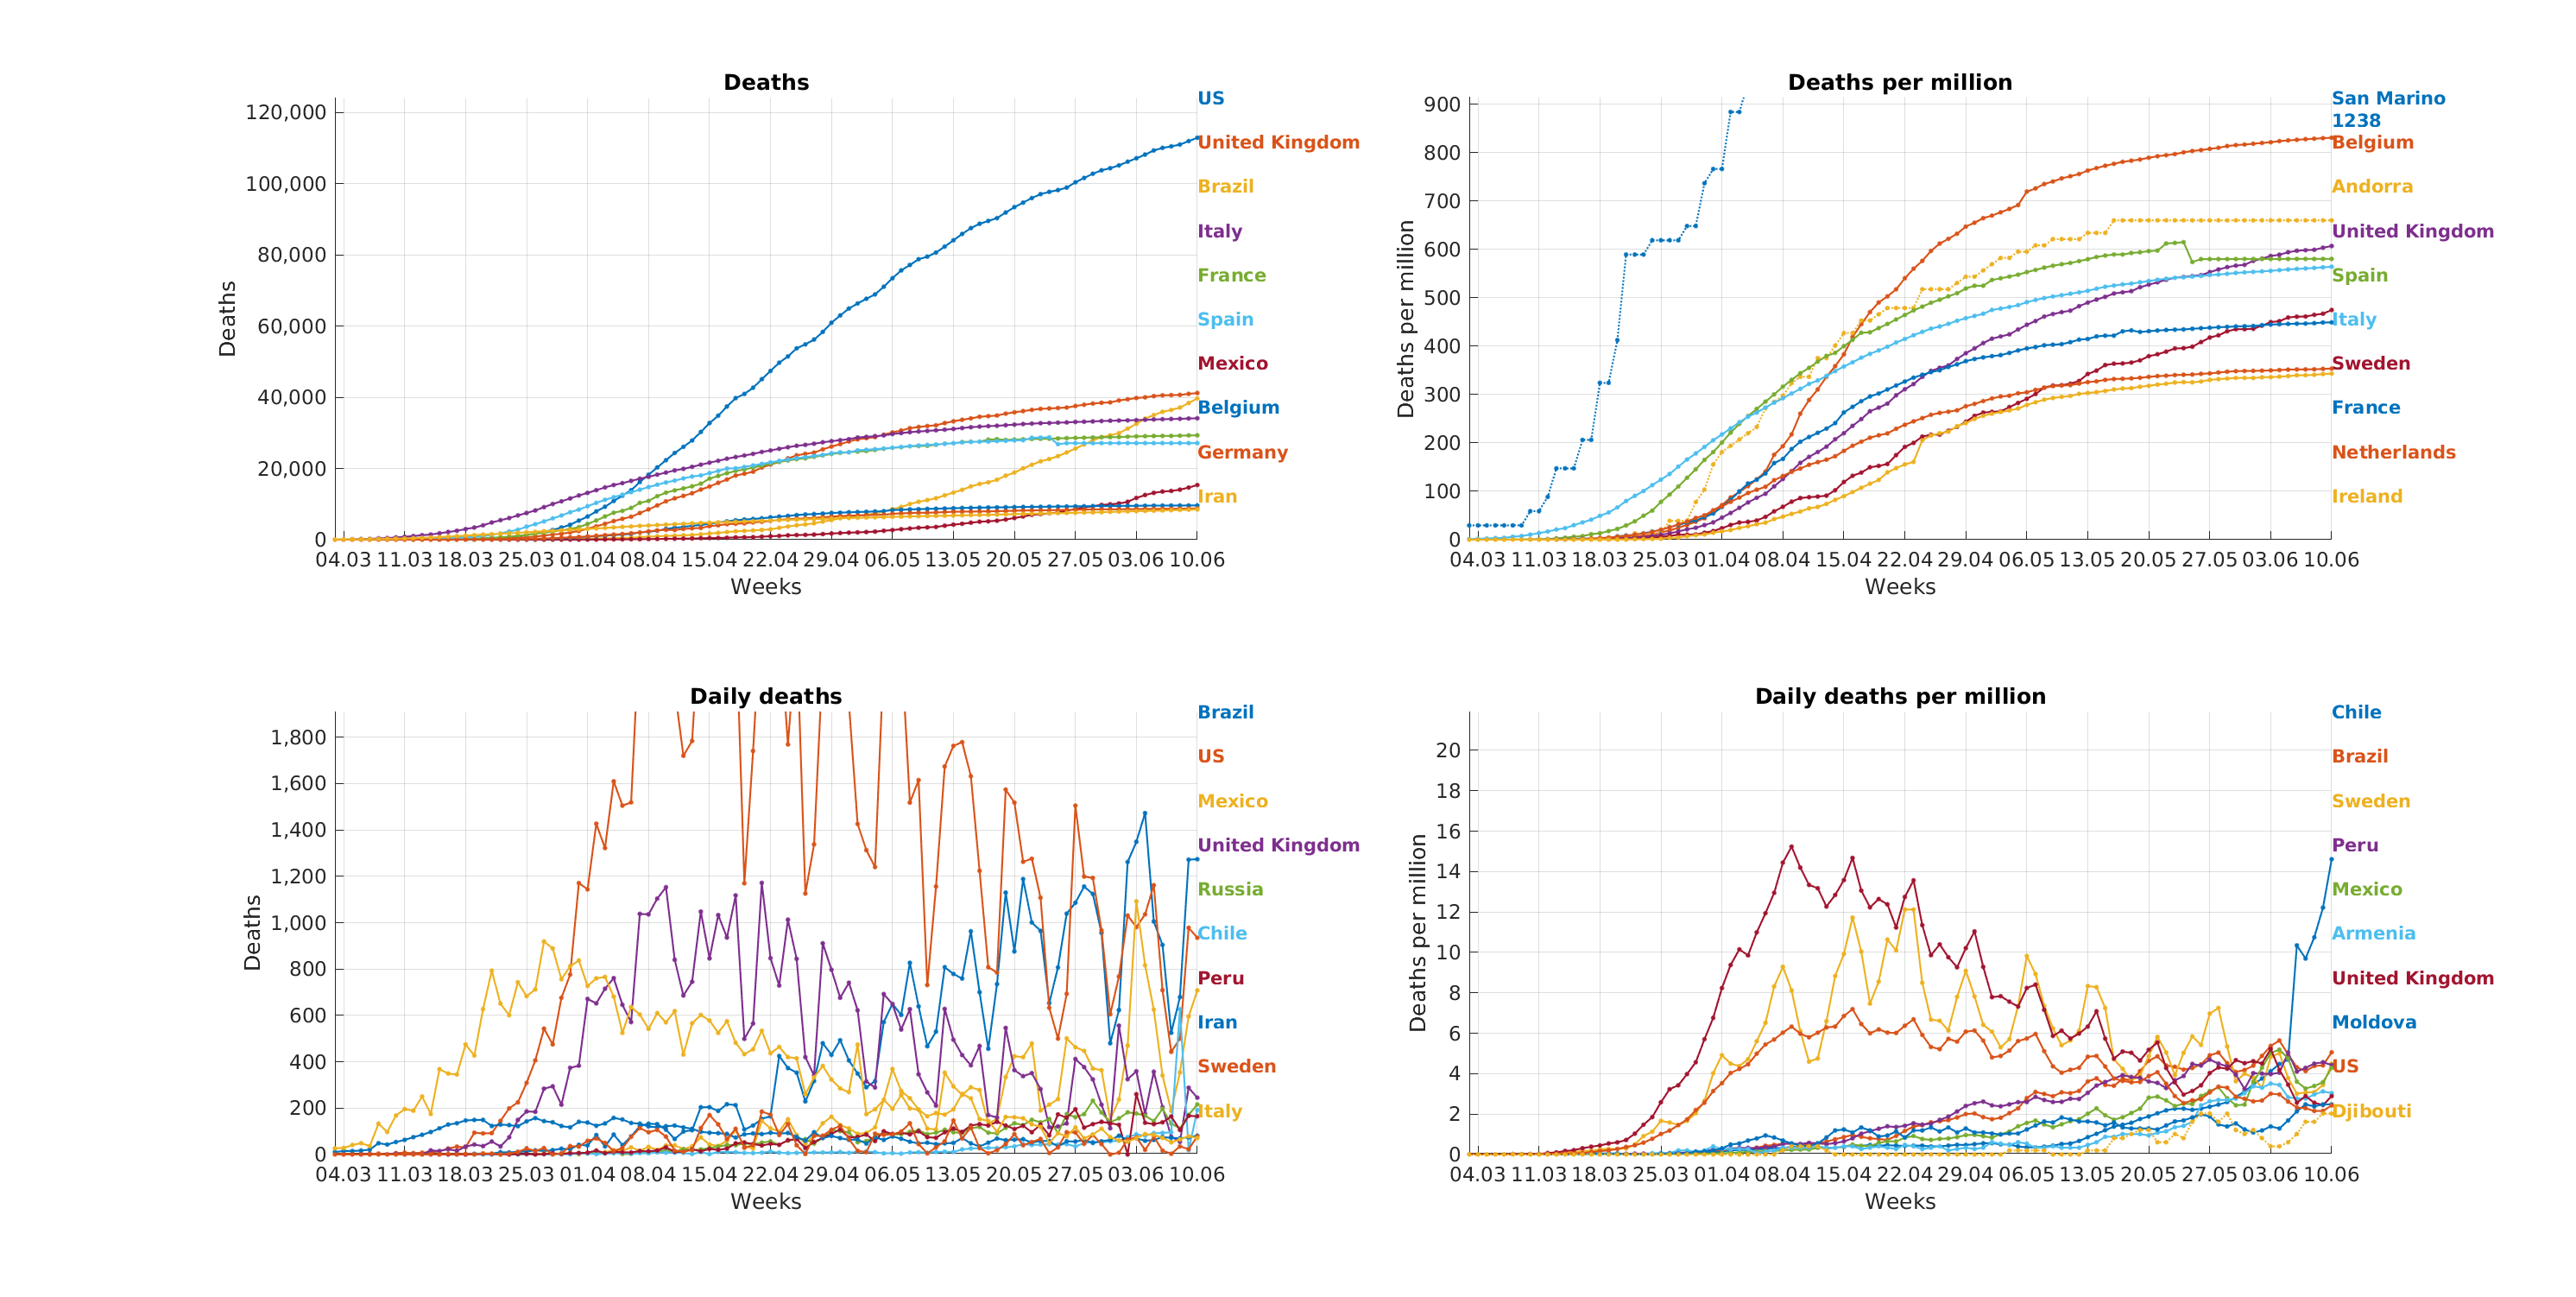 Deaths
120,000
100,000
80,000
60,000
40,000
20,000
0
Deaths
04.03 11.03 18.03 25.03 01.04 08.04 15.04 22.04 29.04 06.05 13.05 20.05 27.05 03.06 10.06
Weeks
US
United Kingdom
Brazil
Italy
France
Spain
Mexico
Belgium
Germany
Iran
Deaths per million
900
800
700
600
500
400
300
200
100
0
Deaths per million
04.03 11.03 18.03 25.03 01.04 08.04 15.04 22.04 29.04 06.05 13.05 20.05 27.05 03.06 10.06
Weeks
San Marino
1238
Belgium
Andorra
United Kingdom
Spain
Italy
Sweden
France
Netherlands
Ireland
Daily deaths
1,800
1,600
1,400
1,200
1,000
800
600
400
200
0
Deaths
04.03 11.03 18.03 25.03 01.04 08.04 15.04 22.04 29.04 06.05 13.05 20.05 27.05 03.06 10.06
Weeks
Brazil
US
Mexico
United Kingdom
Russia
Chile
Peru
Iran
Sweden
Italy
Daily deaths per million
20
18
16
14
12
10
8
6
4
2
0
Deaths per million
04.03 11.03 18.03 25.03 01.04 08.04 15.04 22.04 29.04 06.05 13.05 20.05 27.05 03.06 10.06
Weeks
Chile
Brazil
Sweden
Peru
Mexico
Armenia
United Kingdom
Moldova
US
Djibouti